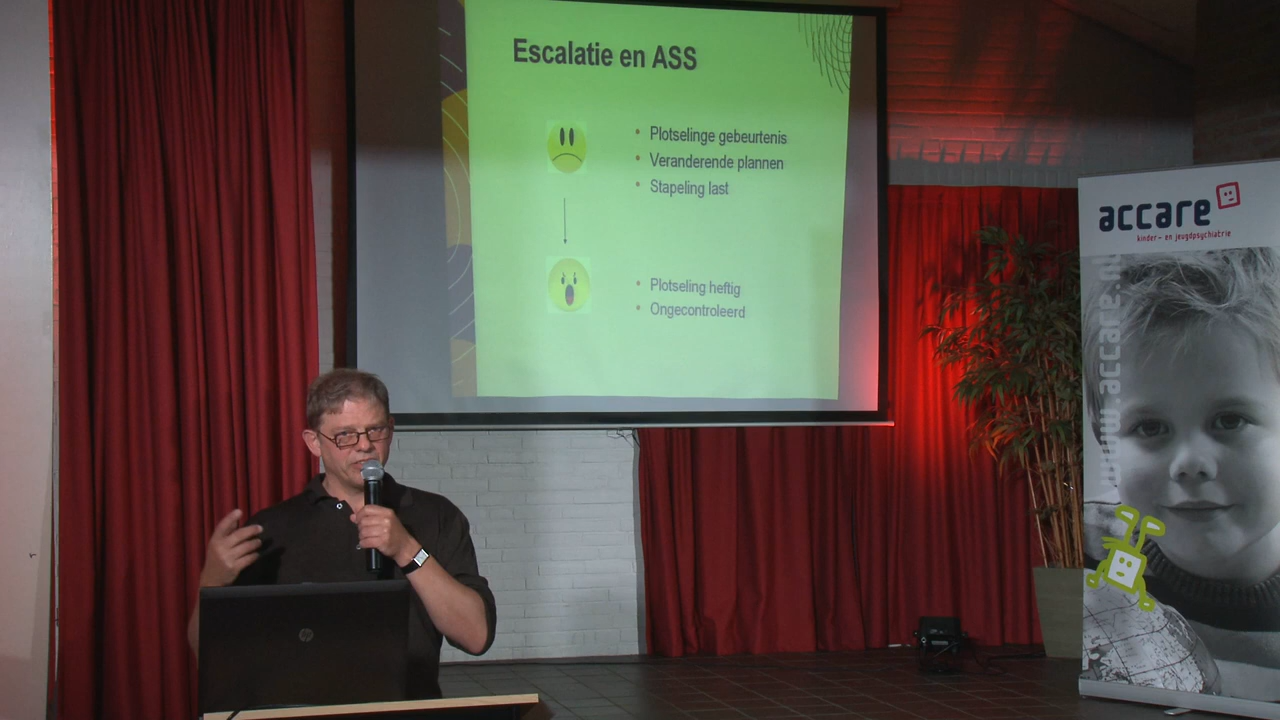 Escalatie en ASS
• Plotselinge gebeurtenis
• Veranderende plannen
• Stapeling last
• Plotseling heftig
• Ongecontroleerd
accare
kinder- en jeugdpsychiatrie
www.accare.nl
hp